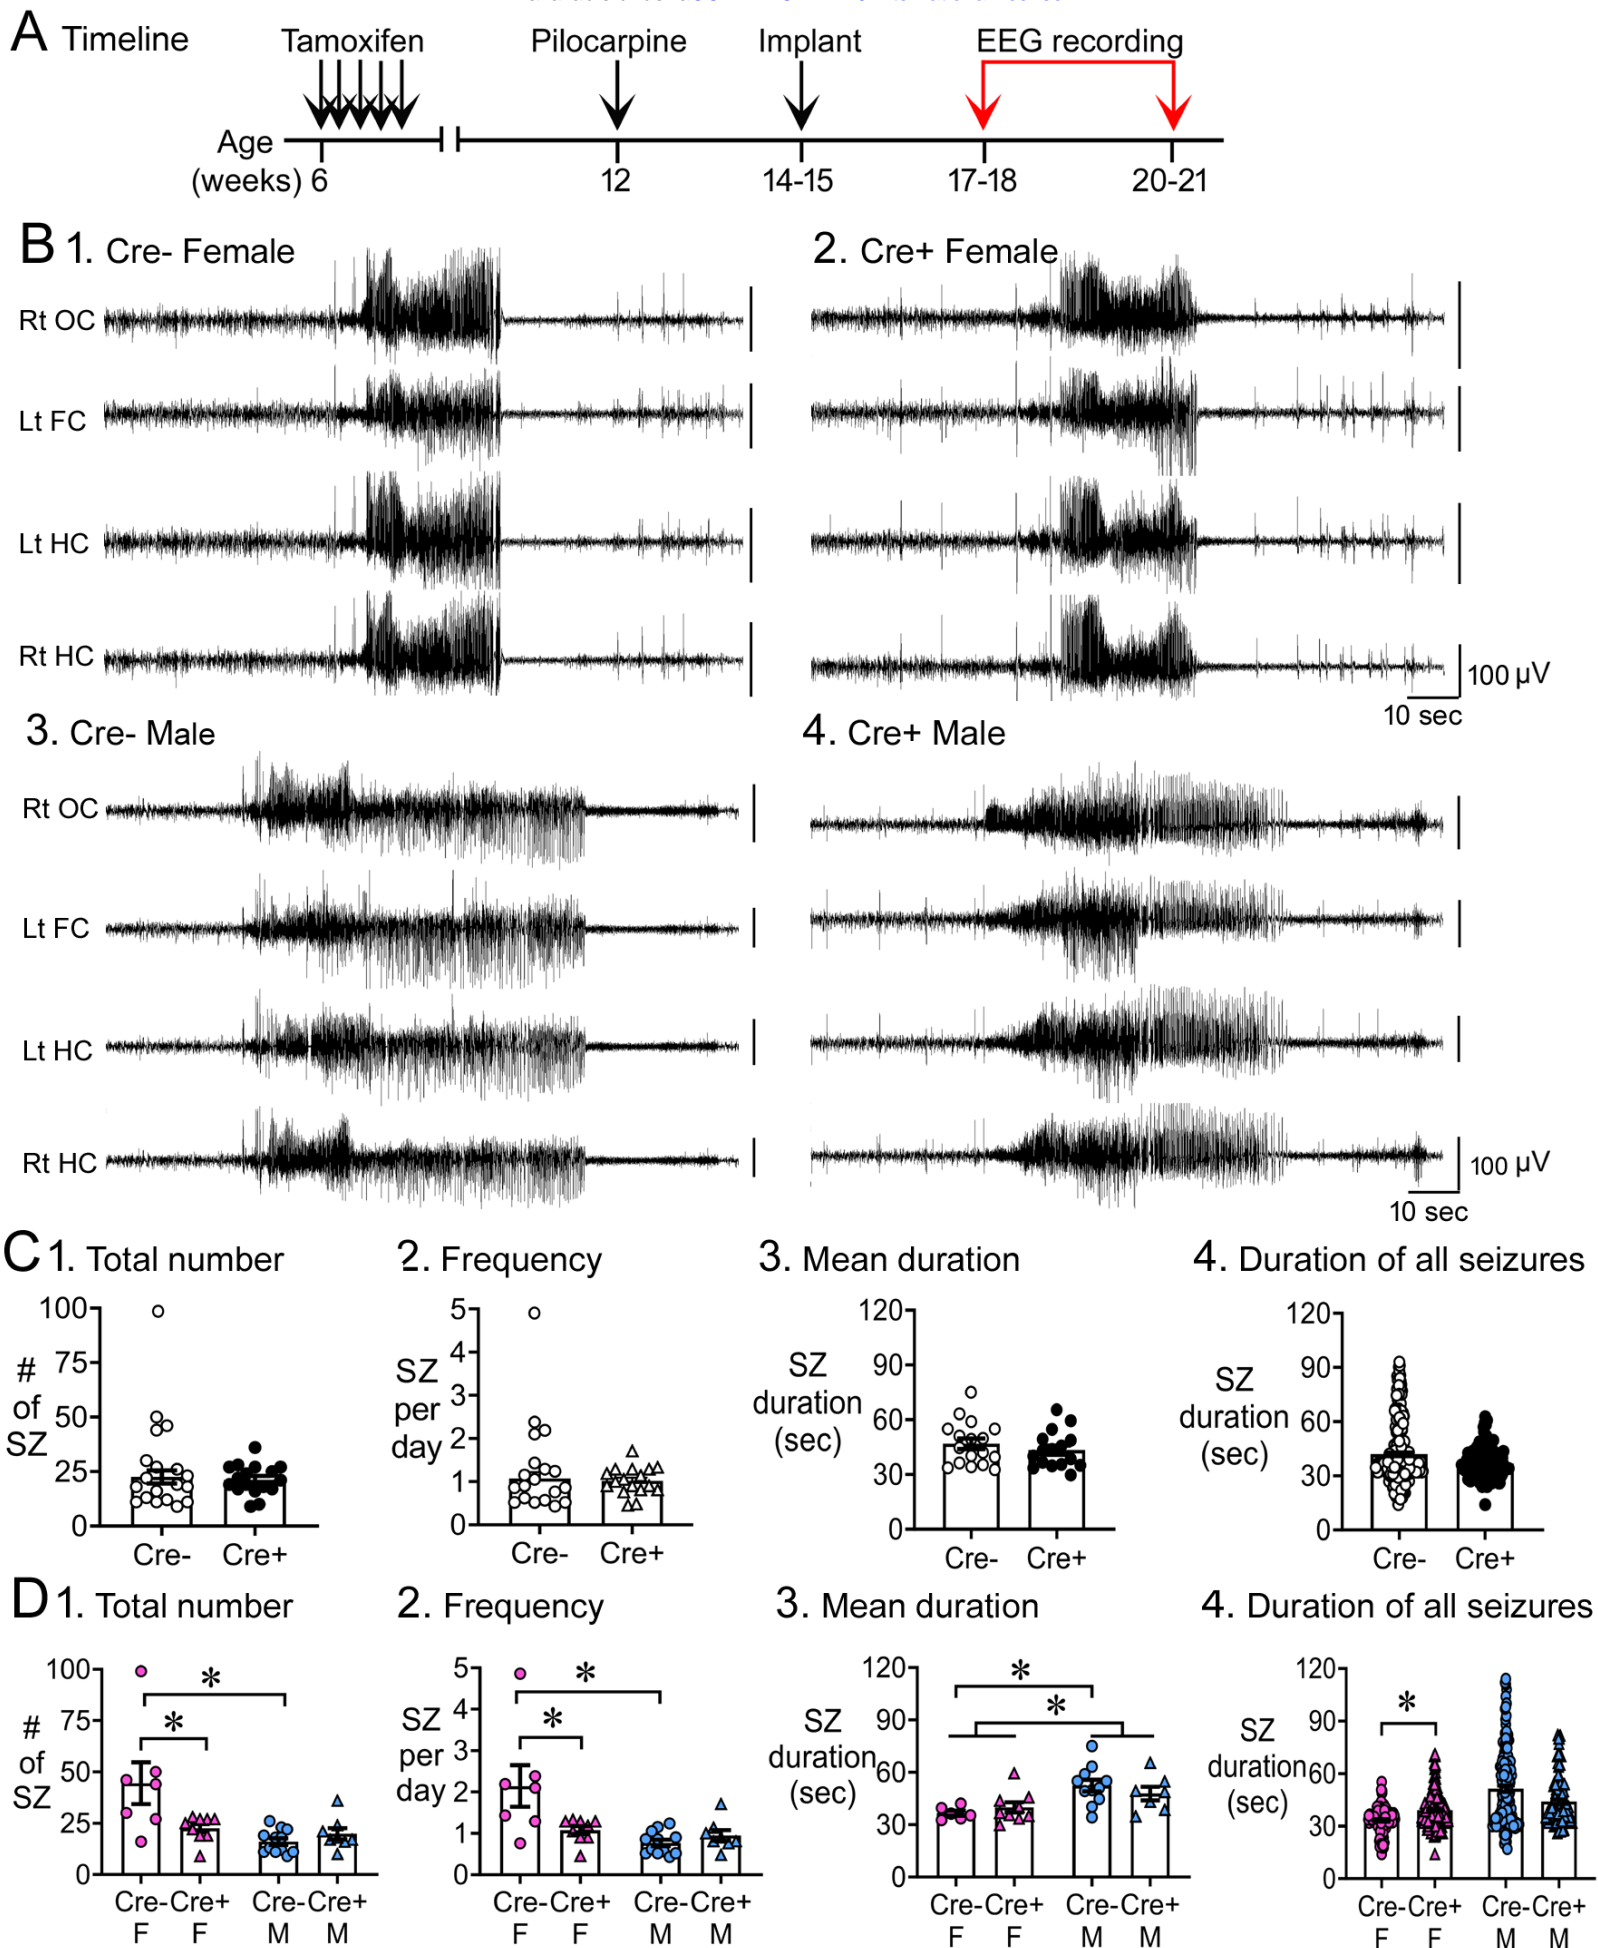 A Timeline
Tamoxifen Pilocarpine Implant EEG recording
Age
(weeks) 6 12 14-15 17-18 20-21
B 1. Cre- Female 2. Cre+ Female
Rt OC
Lt FC
Lt HC
Rt HC
100 µV
10 sec
3. Cre- Male 4. Cre+ Male
Rt OC
Lt FC
Lt HC
Rt HC
100 µV
10 sec
C 1. Total number 2. Frequency 3. Mean duration 4. Duration of all seizures
# of SZ
100
75
50
25
0
Cre- Cre+
SZ per day
5
4
3
2
1
0
Cre- Cre+
SZ duration (sec)
120
90
60
30
0
Cre- Cre+
SZ duration (sec)
120
90
60
30
0
Cre- Cre+
D 1. Total number 2. Frequency 3. Mean duration 4. Duration of all seizures
# of SZ
100
75
50
25
0
* *
Cre- Cre+ Cre- Cre+
F F M M
SZ per day
5
4
3
2
1
0
* *
Cre- Cre+ Cre- Cre+
F F M M
SZ duration (sec)
120
90
60
30
0
* *
Cre- Cre+ Cre- Cre+
F F M M
SZ duration (sec)
120
90
60
30
0
*
Cre- Cre+ Cre- Cre+
F F M M